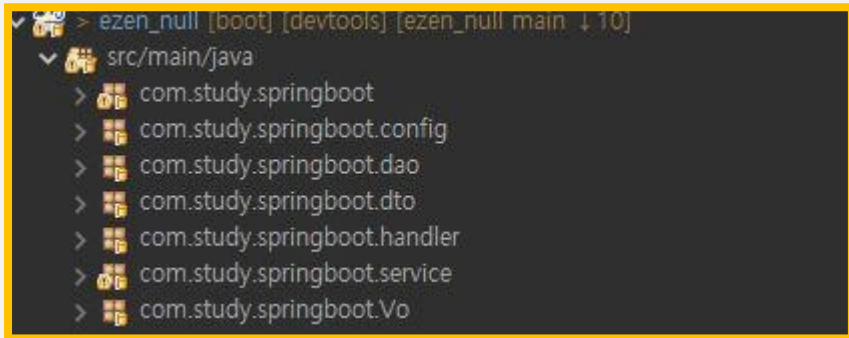 > ezen_null [boot] [devtools] [ezen_null main ↓ 10]
src/main/java
com.study.springboot
com.study.springboot.config
com.study.springboot.dao
com.study.springboot.dto
com.study.springboot.handler
com.study.springboot.service
com.study.springboot.Vo